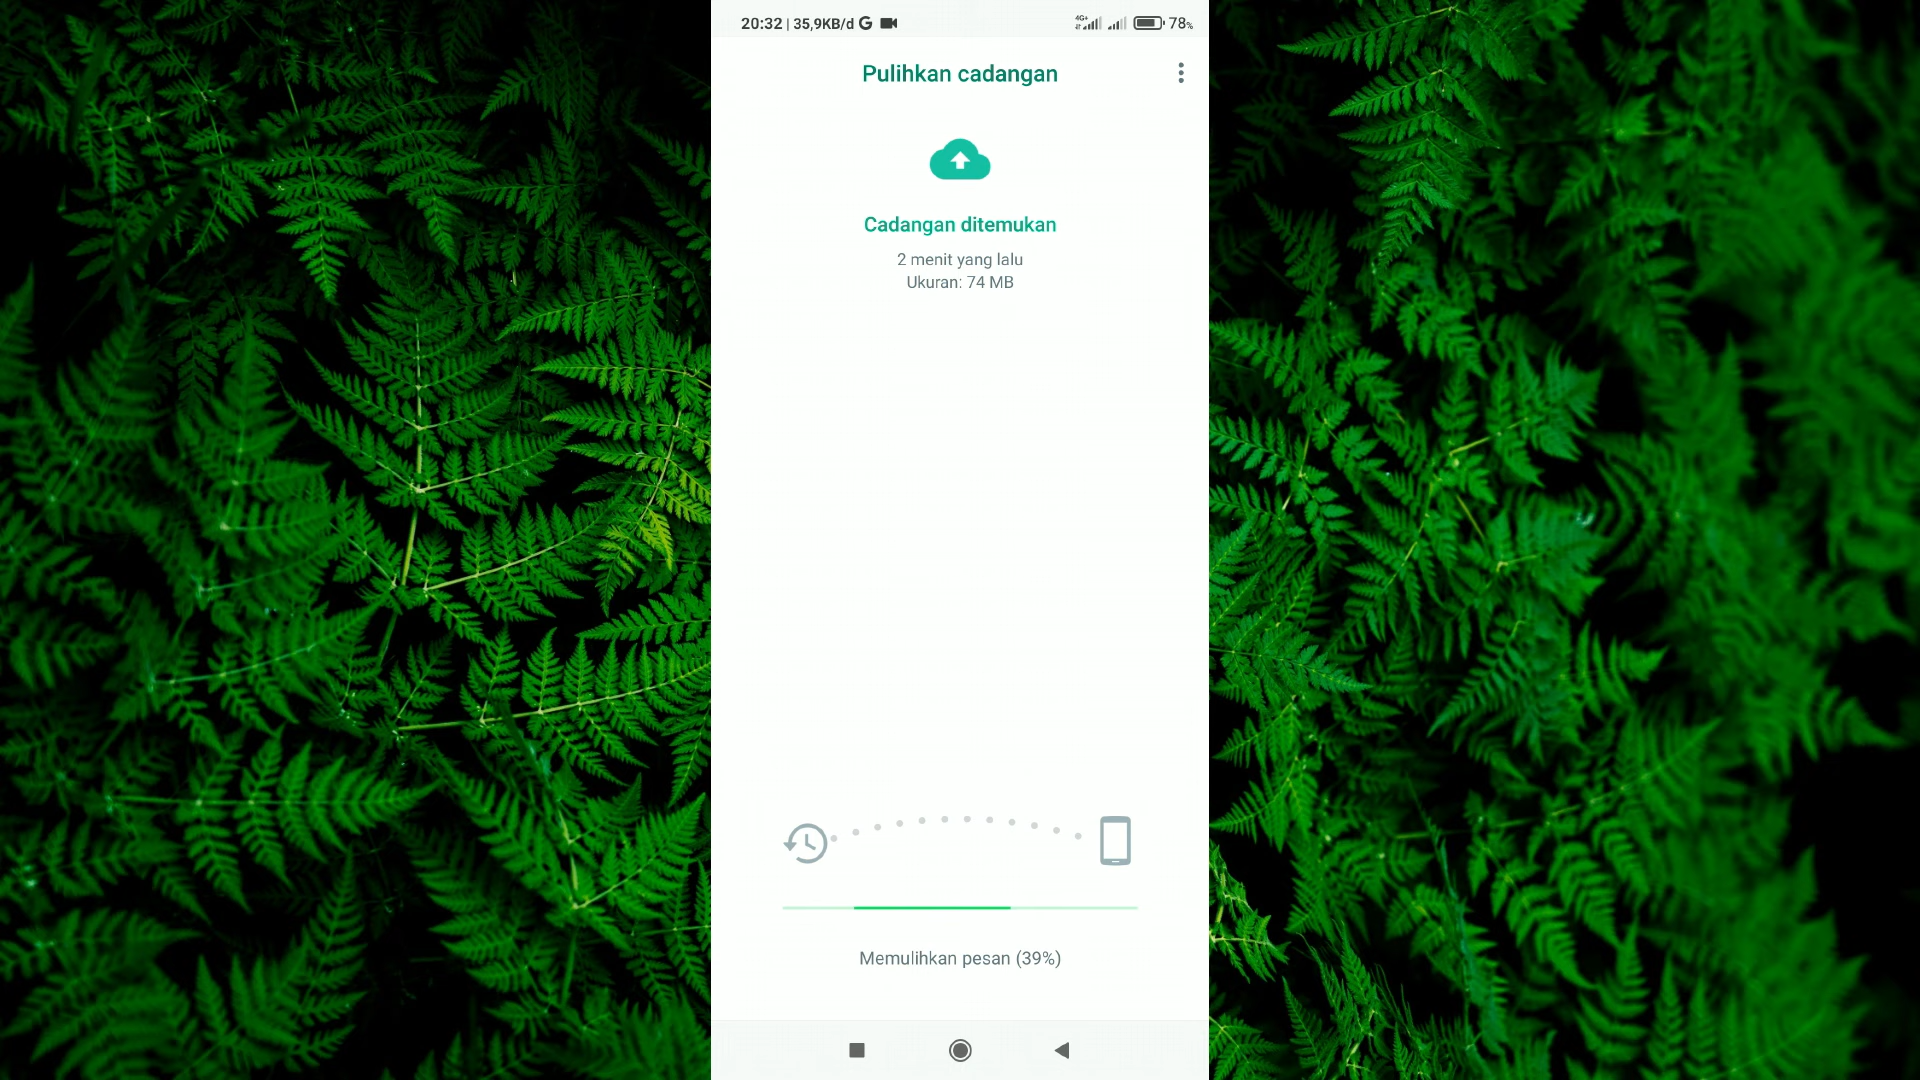 20:32 | 35,9KB/d G 4G+ 78%
Pulihkan cadangan
Cadangan ditemukan
2 menit yang lalu
Ukuran: 74 MB
Memulihkan pesan (39%)